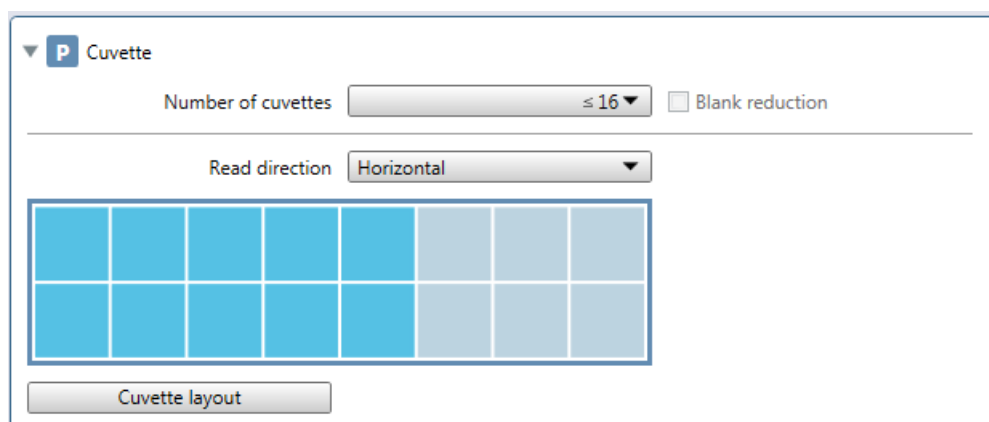 P Cuvette
Number of cuvettes ≤ 16 Blank reduction
Read direction Horizontal
Cuvette layout